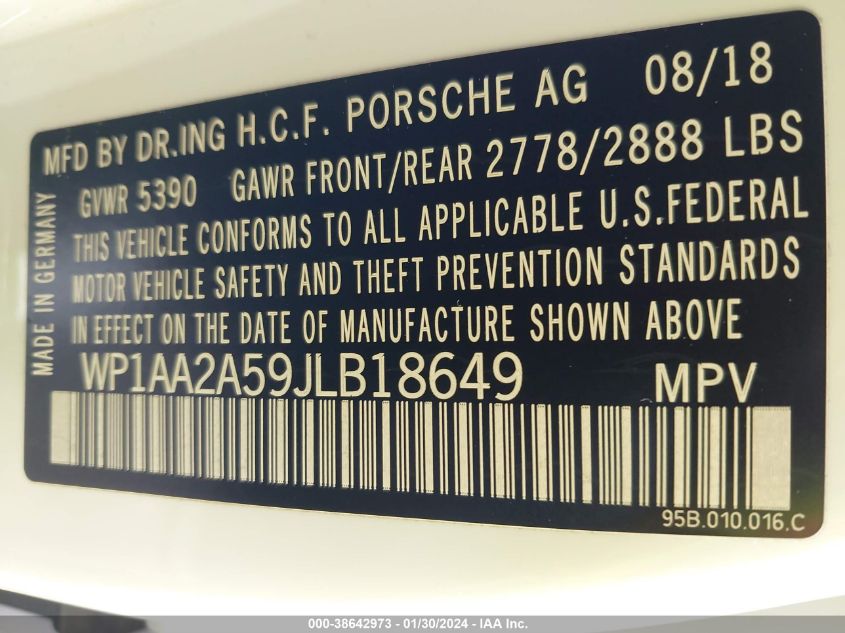 MFD BY DR.ING H.C.F. PORSCHE AG 08/18
GVWR 5390 GAWR FRONT/REAR 2778/2888 LBS
THIS VEHICLE CONFORMS TO ALL APPLICABLE U.S.FEDERAL
MOTOR VEHICLE SAFETY AND THEFT PREVENTION STANDARDS
IN EFFECT ON THE DATE OF MANUFACTURE SHOWN ABOVE
MADE IN GERMANY
WP1AA2A59JLB18649 MPV
95B.010.016.C
000-38642973 - 01/30/2024 - IAA Inc.